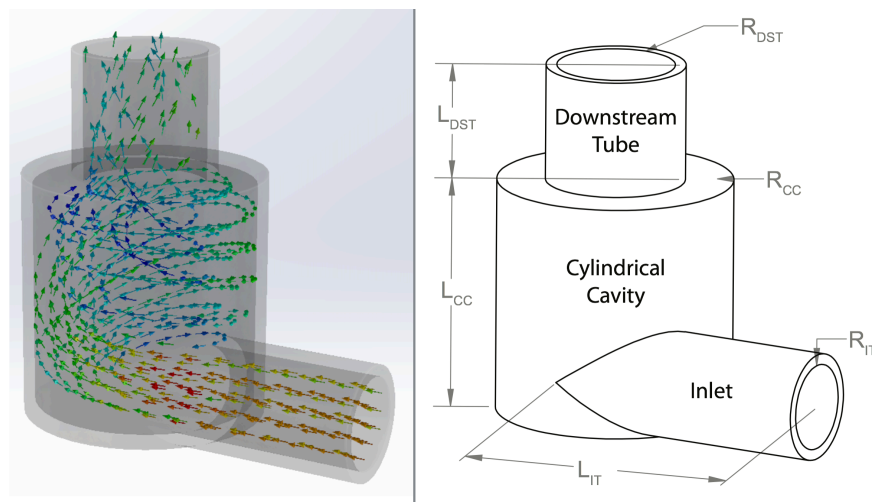 R_DST
L_DST
Downstream
Tube
R_CC
L_CC
Cylindrical
Cavity
R_IT
Inlet
L_IT